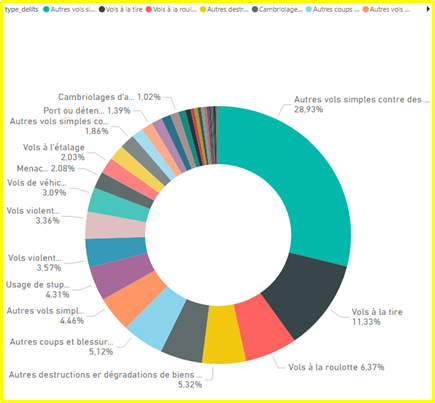 type_delits Autres vols si... Vols à la tire Vols à la roul... Autres destr... Cambriolage... Autres coups ... Autres vols ...
Cambriolages d'a... 1,02%
Port ou déten...
1,39%
Autres vols simples co...
1,86%
Vols à l'étalage
2,03%
Menac... 2,08%
Vols de véhic...
3,09%
Vols violent...
3,36%
Vols violent...
3,57%
Usage de stup...
4,31%
Autres vols simpl...
4,46%
Autres coups et blessur...
5,12%
Autres destructions er dégradations de biens ...
5,32%
Vols à la roulotte 6,37%
Vols à la tire
11,33%
Autres vols simples contre des ...
28,93%